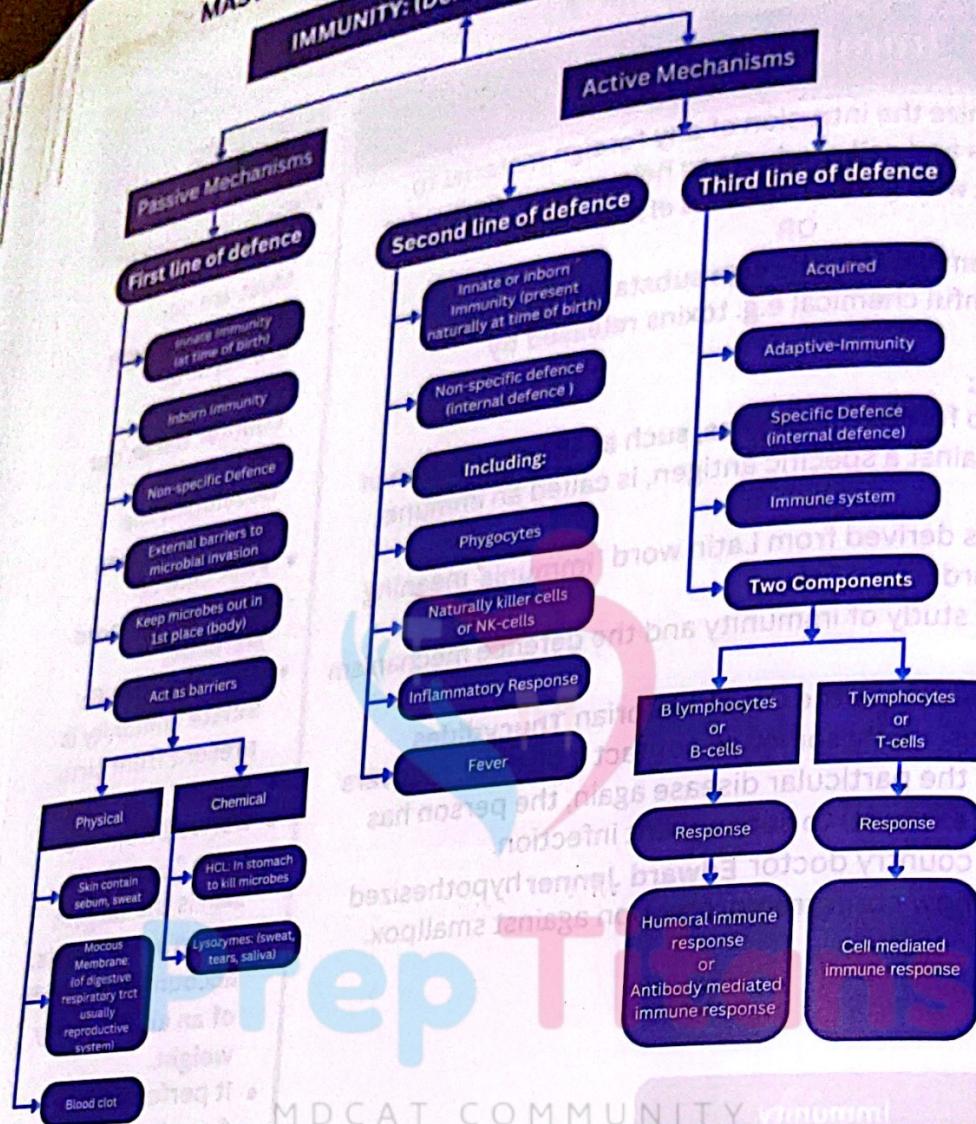 IMMUNITY:
Active Mechanisms
Passive Mechanisms
First line of defence
Innate Immunity
(at time of birth)
Inborn Immunity
Non-specific Defence
External barriers to
microbial invasion
Keep microbes out in
1st place (body)
Act as barriers
Physical
Skin contain
sebum, sweat
Mocous
Membrane:
(of digestive
respiratory trct
usually
reproductive
system)
Blood clot
Chemical
HCL: In stomach
to kill microbes
Lysozymes: (sweat,
tears, saliva)
Second line of defence
Innate or inborn
Immunity (present
naturally at time of birth)
Non-specific defence
(internal defence )
Including:
Phygocytes
Naturally killer cells
or NK-cells
Inflammatory Response
Fever
Third line of defence
Acquired
Adaptive-Immunity
Specific Defence
(internal defence)
Immune system
Two Components
B lymphocytes
or
B-cells
Response
Humoral immune
response
or
Antibody mediated
immune response
T lymphocytes
or
T-cells
Response
Cell mediated
immune response
Prep Titans
MDCAT COMMUNITY